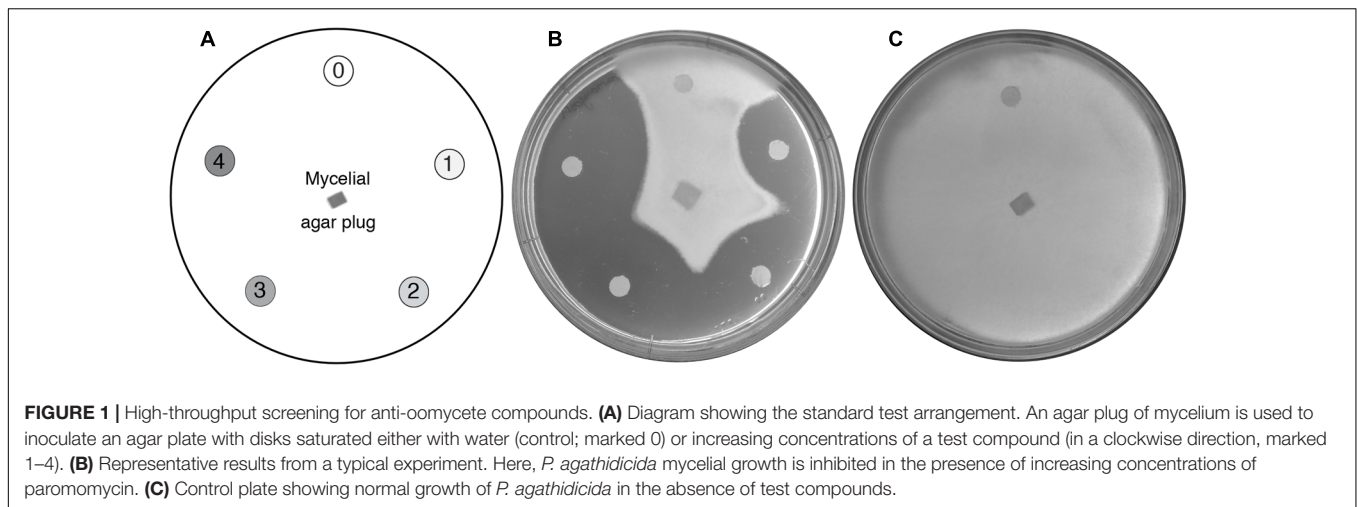 A
B
C
0
4
1
Mycelial
agar plug
3
2
FIGURE 1 | High-throughput screening for anti-oomycete compounds. (A) Diagram showing the standard test arrangement. An agar plug of mycelium is used to
inoculate an agar plate with disks saturated either with water (control; marked 0) or increasing concentrations of a test compound (in a clockwise direction, marked
1–4). (B) Representative results from a typical experiment. Here, P. agathidicida mycelial growth is inhibited in the presence of increasing concentrations of
paromomycin. (C) Control plate showing normal growth of P. agathidicida in the absence of test compounds.